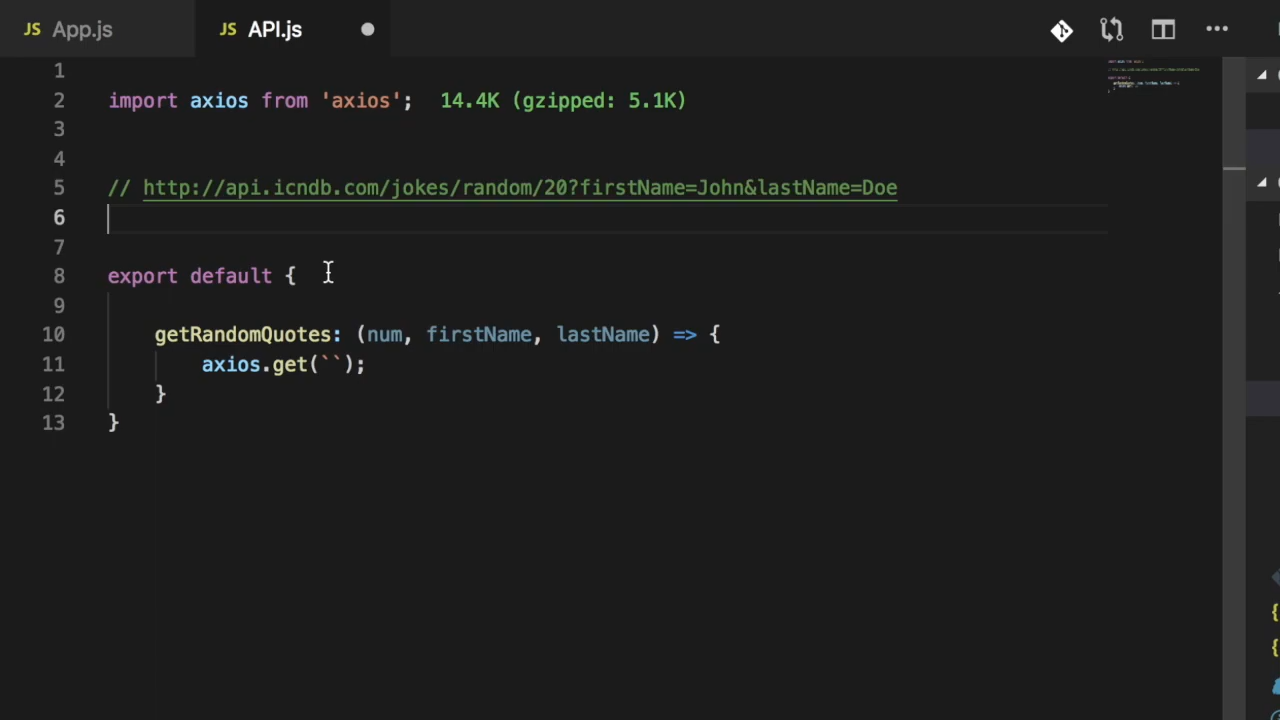 JS App.js
JS API.js
1
2 import axios from 'axios'; 14.4K (gzipped: 5.1K)
3
4
5 // http://api.icndb.com/jokes/random/20?firstName=John&lastName=Doe
6
7
8 export default {
9
10 getRandomQuotes: (num, firstName, lastName) => {
11 axios.get(``);
12 }
13 }